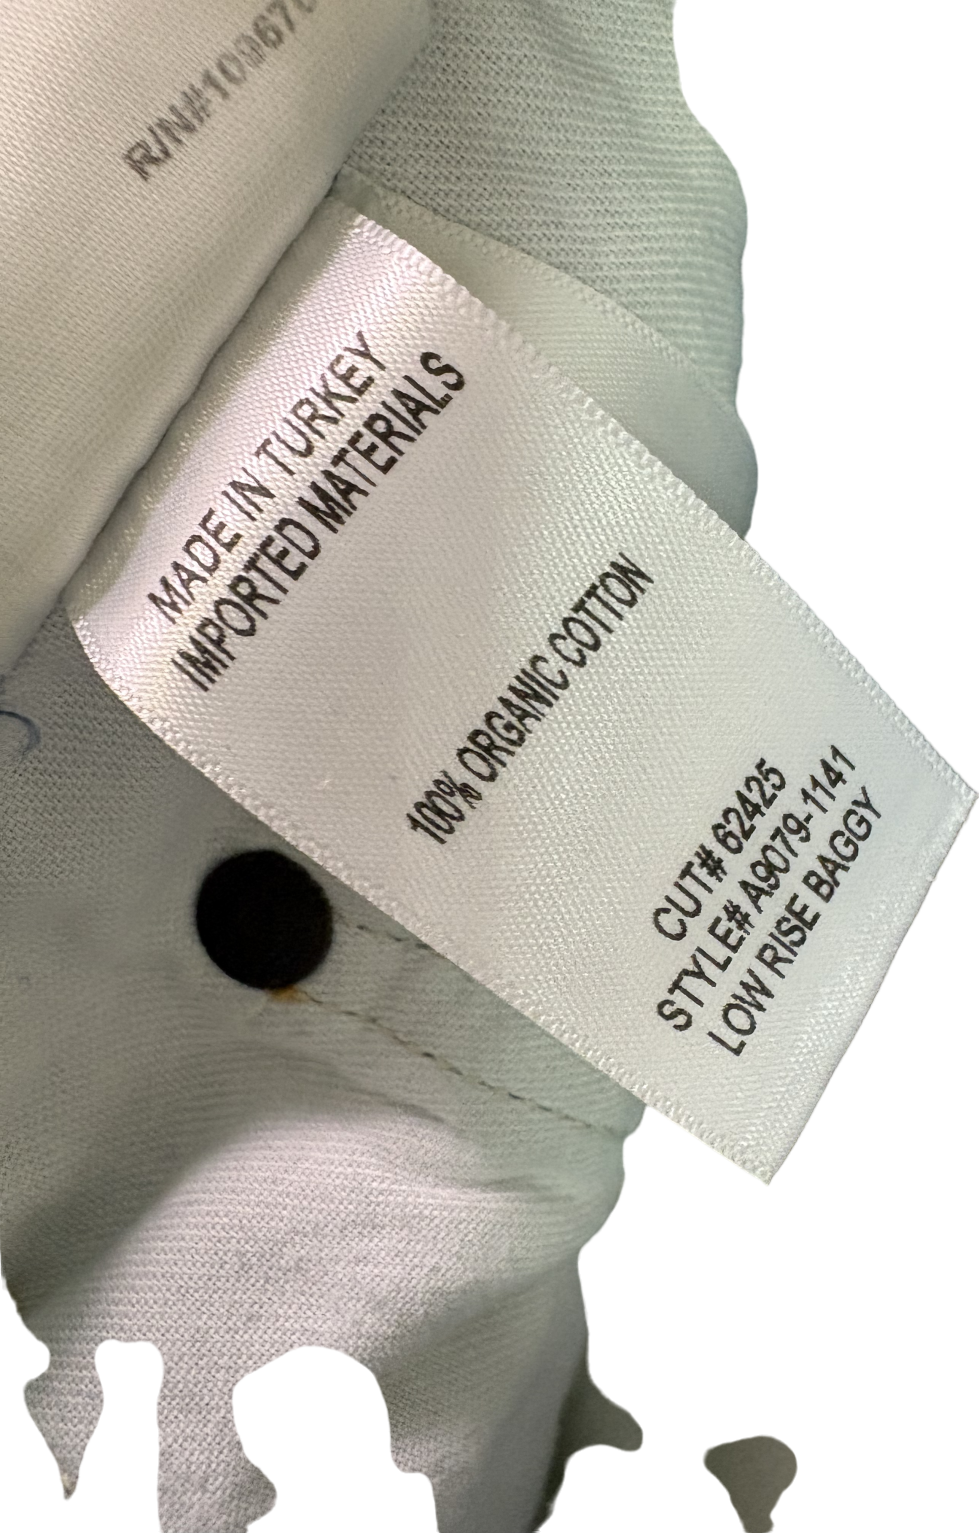 MADE IN TURKEY
IMPORTED MATERIALS
100% ORGANIC COTTON
CUT# 62425
STYLE# A9079-1141
LOW RISE BAGGY